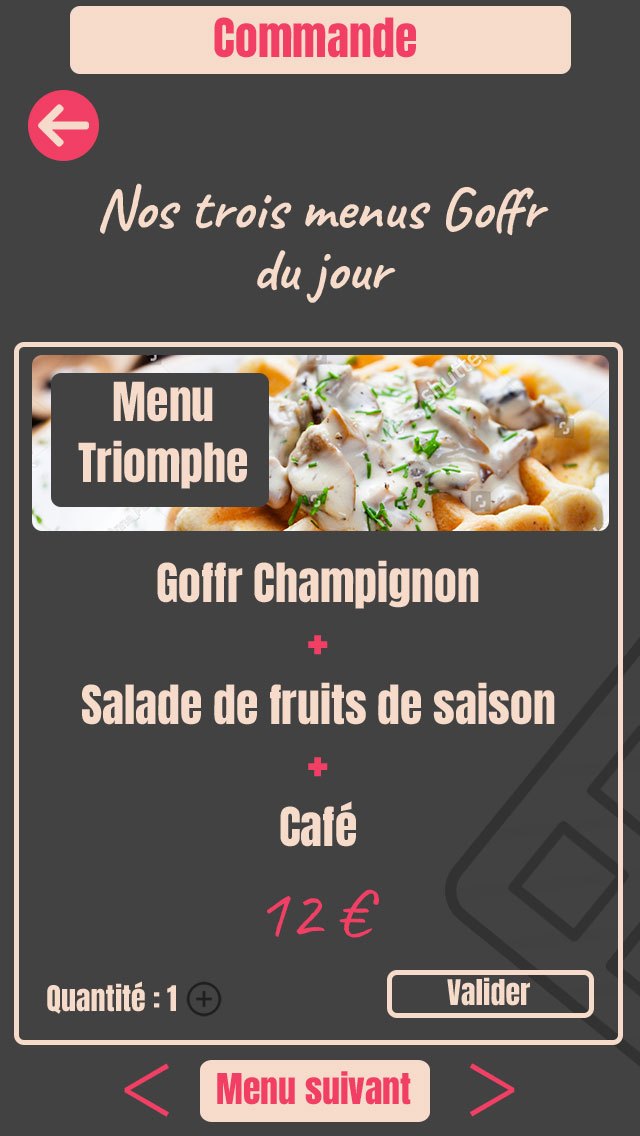 Commande
Nos trois menus Goffr
du jour
shutter
Menu
Triomphe
Goffr Champignon
+
Salade de fruits de saison
+
Café
12 €
Quantité : 1 +
Valider
< Menu suivant >